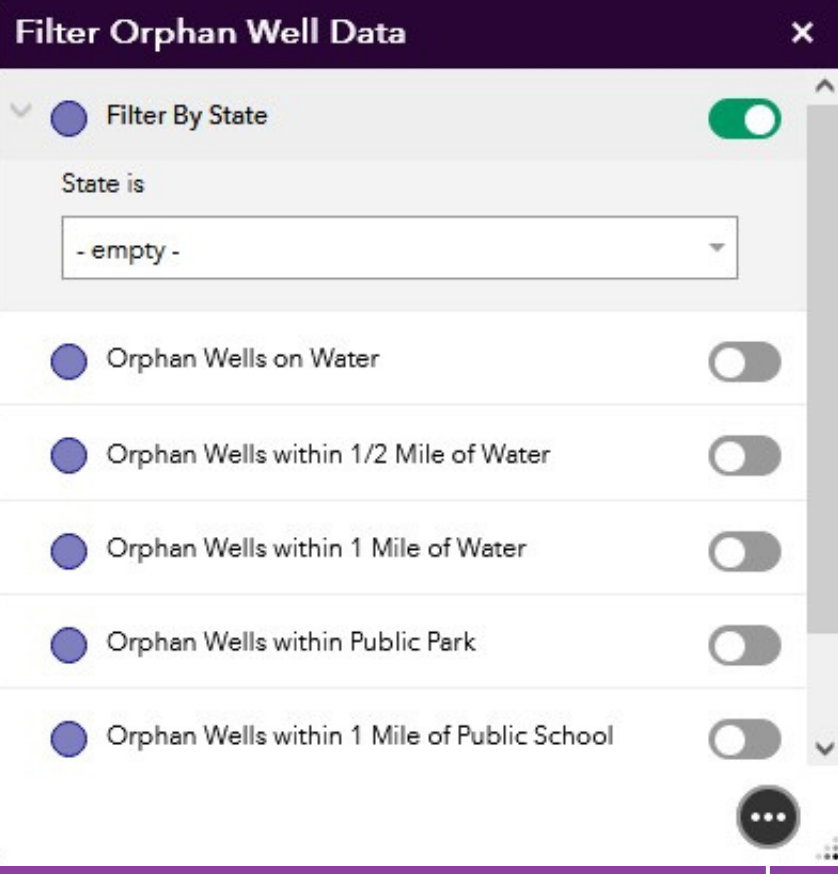 Filter Orphan Well Data
Filter By State
State is
- empty -
Orphan Wells on Water
Orphan Wells within 1/2 Mile of Water
Orphan Wells within 1 Mile of Water
Orphan Wells within Public Park
Orphan Wells within 1 Mile of Public School